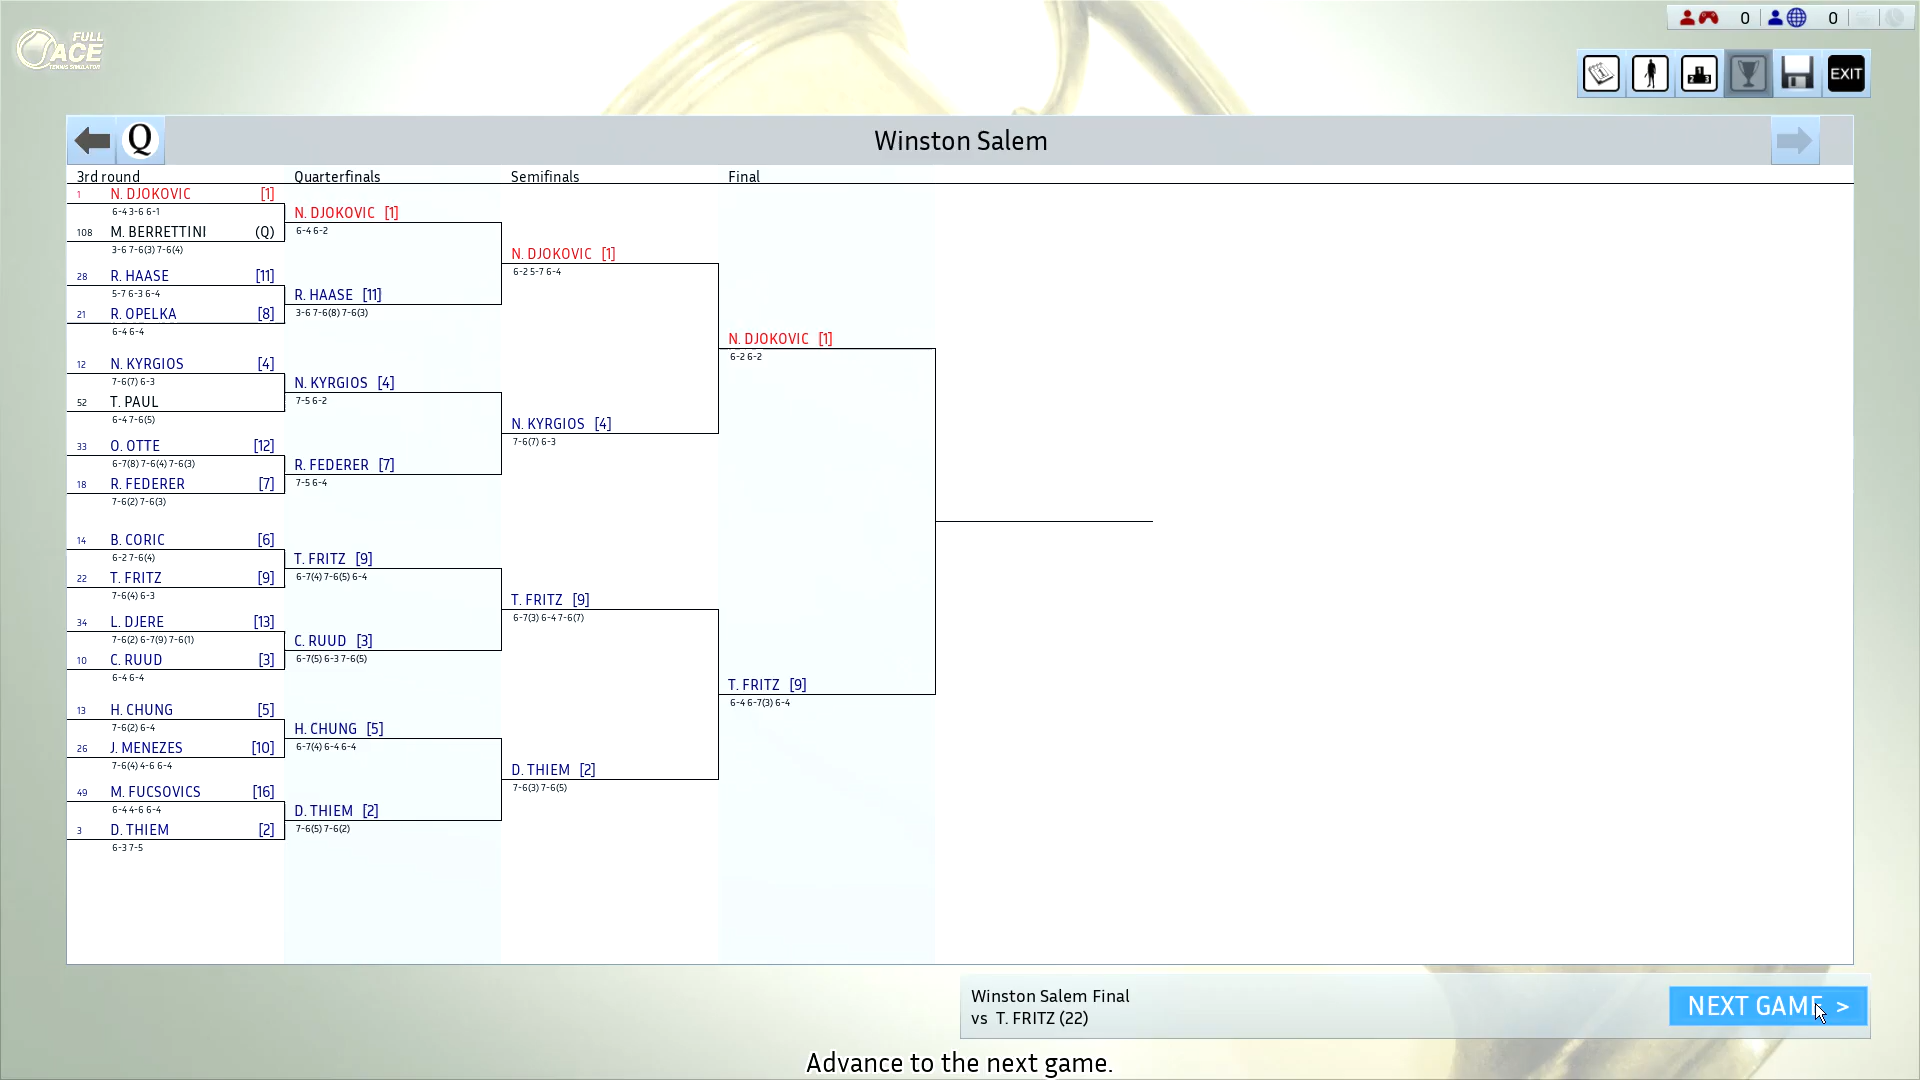 FULL
ACE
TENNIS SIMULATOR
0 0
EXIT
Q Winston Salem
3rd round Quarterfinals Semifinals Final
1 N. DJOKOVIC [1]
6-4 3-6 6-1
108 M. BERRETTINI (Q)
3-6 7-6(3) 7-6(4)
28 R. HAASE [11]
5-7 6-3 6-4
21 R. OPELKA [8]
6-4 6-4
12 N. KYRGIOS [4]
7-6(7) 6-3
52 T. PAUL
6-4 7-6(5)
33 O. OTTE [12]
6-7(8) 7-6(4) 7-6(3)
18 R. FEDERER [7]
7-6(2) 7-6(3)
14 B. CORIC [6]
6-2 7-6(4)
22 T. FRITZ [9]
7-6(4) 6-3
34 L. DJERE [13]
7-6(2) 6-7(9) 7-6(1)
10 C. RUUD [3]
6-4 6-4
13 H. CHUNG [5]
7-6(2) 6-4
26 J. MENEZES [10]
7-6(4) 4-6 6-4
49 M. FUCSOVICS [16]
6-4 4-6 6-4
3 D. THIEM [2]
6-3 7-5
N. DJOKOVIC [1]
6-4 6-2
R. HAASE [11]
3-6 7-6(8) 7-6(3)
N. KYRGIOS [4]
7-5 6-2
R. FEDERER [7]
7-5 6-4
T. FRITZ [9]
6-7(4) 7-6(5) 6-4
C. RUUD [3]
6-7(5) 6-3 7-6(5)
H. CHUNG [5]
6-7(4) 6-4 6-4
D. THIEM [2]
7-6(5) 7-6(2)
N. DJOKOVIC [1]
6-2 5-7 6-4
N. KYRGIOS [4]
7-6(7) 6-3
T. FRITZ [9]
6-7(3) 6-4 7-6(7)
D. THIEM [2]
7-6(3) 7-6(5)
N. DJOKOVIC [1]
6-2 6-2
T. FRITZ [9]
6-4 6-7(3) 6-4
Winston Salem Final
vs T. FRITZ (22)
NEXT GAME >
Advance to the next game.